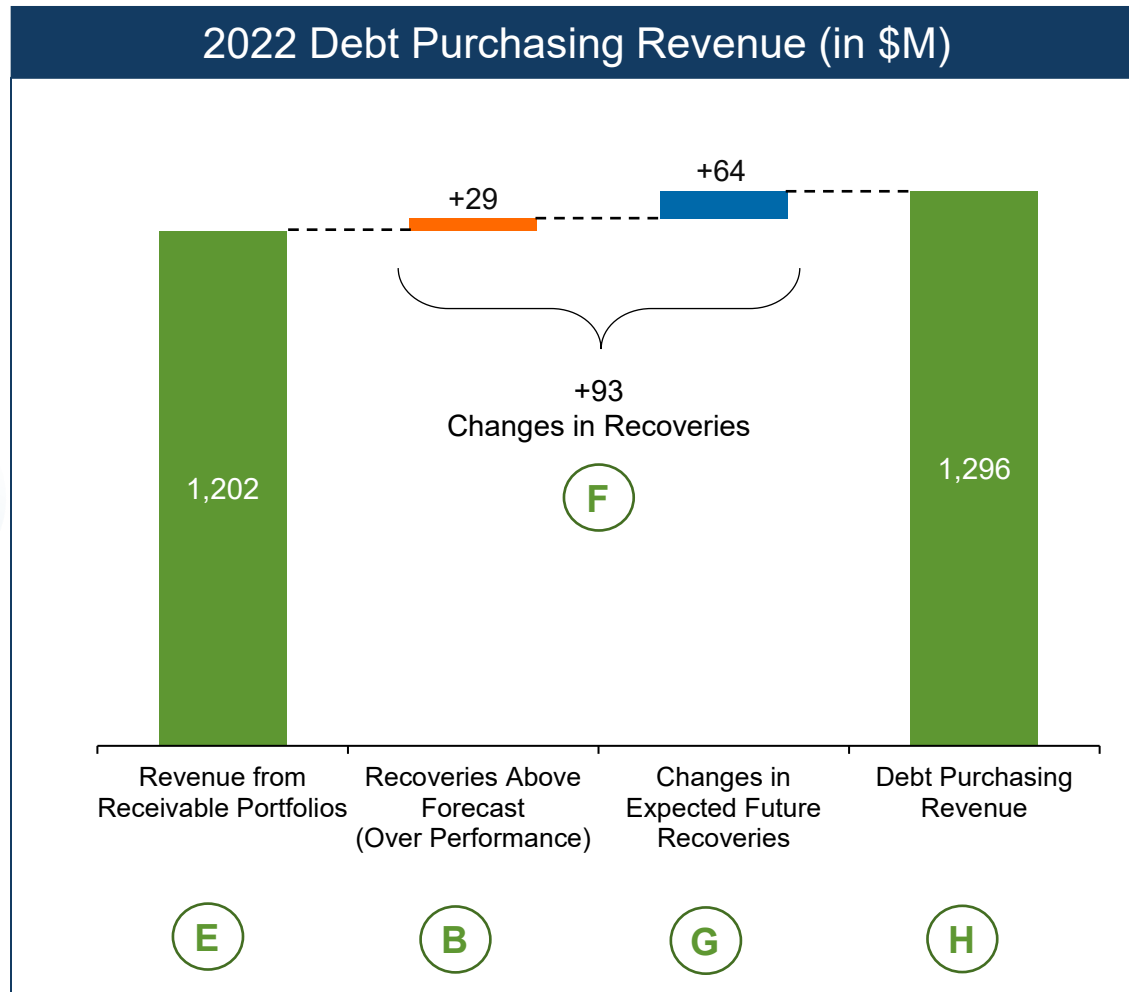 2022 Debt Purchasing Revenue (in $M)
+64
+29
+93
Changes in Recoveries
F
1,202
1,296
Revenue from
Receivable Portfolios
Recoveries Above
Forecast
(Over Performance)
Changes in
Expected Future
Recoveries
Debt Purchasing
Revenue
E
B
G
H